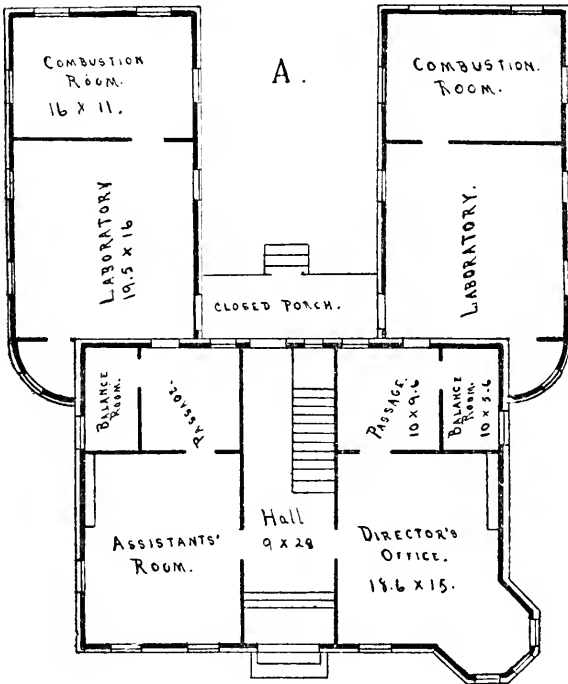 COMBUSTION
ROOM.
16 X 11.
A.
COMBUSTION.
ROOM.
LABORATORY
19.5 X 16
LABORATORY.
CLOSED PORCH.
BALANCE
ROOM.
PASSAGE.
PASSAGE.
10 X 9.6
BALANCE
ROOM.
10 X 5.6
ASSISTANTS'
ROOM.
Hall
9 X 28
DIRECTOR'S
OFFICE.
18.6 X 15.